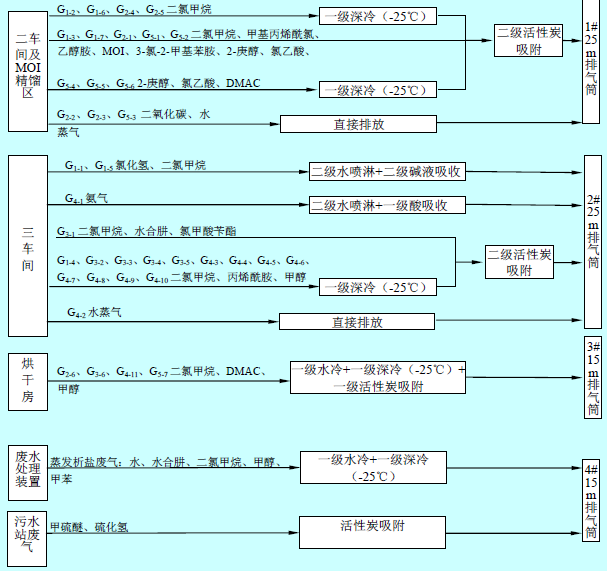 二车间及MOI精馏区
G1-2、G1-6、G2-4、G2-5 二氯甲烷
一级深冷（-25℃）
G1-3、G1-7、G2-1、G5-1、G5-2 二氯甲烷、甲基丙烯酰氯、
乙醇胺、MOI、3-氯-2-甲基苯胺、2-庚醇、氯乙酸、
二级活性炭
吸附
G5-4、G5-5、G5-6 2-庚醇、氯乙酸、DMAC
一级深冷（-25℃）
G2-2、G2-3、G5-3 二氧化碳、水
蒸气
直接排放
1#25m排气筒
三车间
G1-1、G1-5 氯化氢、二氯甲烷
二级水喷淋+二级碱液吸收
G4-1 氨气
二级水喷淋+一级酸吸收
G3-1 二氯甲烷、水合肼、氯甲酸苄酯
G1-4、G3-2、G3-3、G3-4、G3-5、G4-3、G4-4、G4-5、G4-6、
G4-7、G4-8、G4-9、G4-10 二氯甲烷、丙烯酰胺、甲醇
一级深冷（-25℃）
二级活性炭
吸附
G4-2 水蒸气
直接排放
2#25m排气筒
烘干房
G2-6、G3-6、G4-11、G5-7 二氯甲烷、DMAC、
甲醇
一级水冷+一级深冷（-25℃）+
一级活性炭吸附
3#15m排气筒
废水
处理
装置
蒸发析盐废气：水、水合肼、二氯甲烷、甲醇、
甲苯
一级水冷+一级深冷
（-25℃）
污水
站废
气
甲硫醚、硫化氢
活性炭吸附
4#15m排气筒